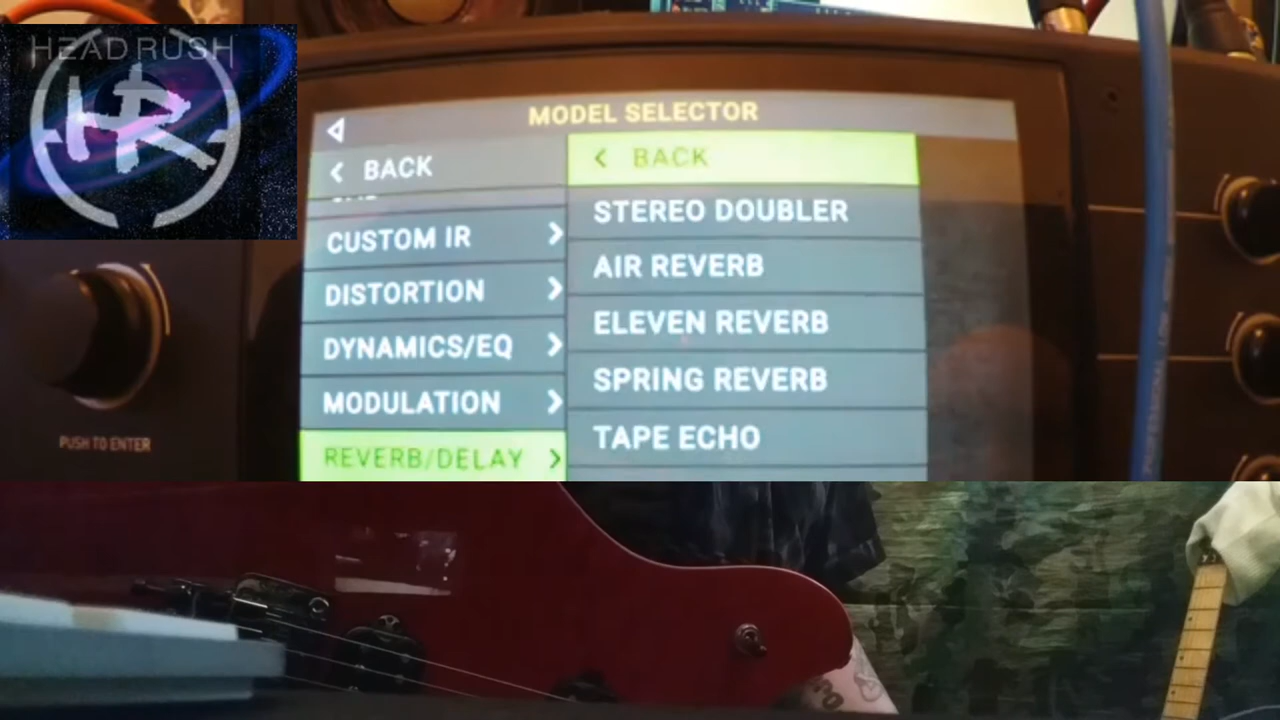 HEADRUSH
HR
MODEL SELECTOR
< BACK
CUSTOM IR >
DISTORTION >
DYNAMICS/EQ >
MODULATION >
REVERB/DELAY >
< BACK
STEREO DOUBLER
AIR REVERB
ELEVEN REVERB
SPRING REVERB
TAPE ECHO
PUSH TO ENTER